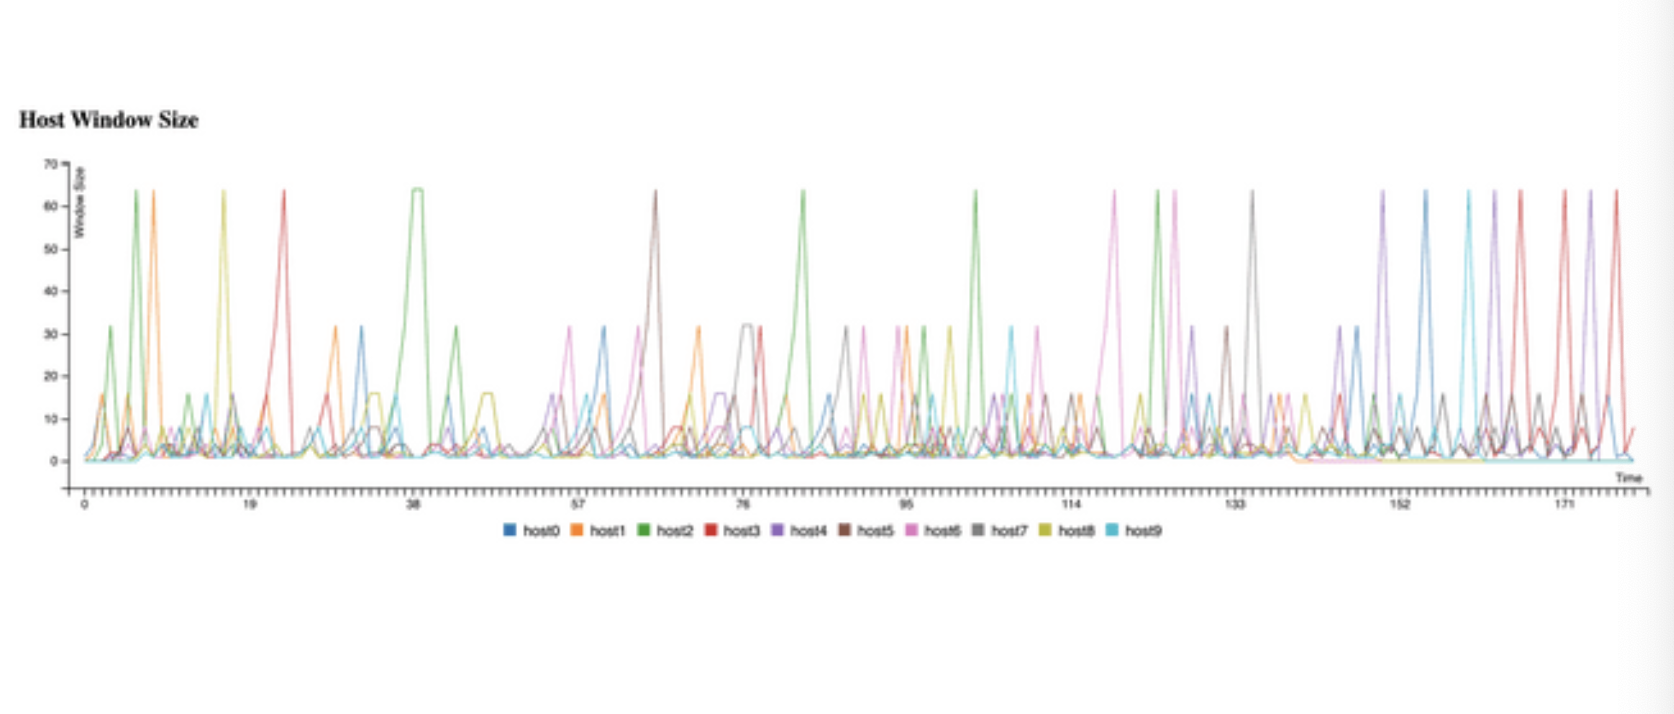 Host Window Size
70
Window Size
60
50
40
30
20
10
0
Time
0 19 38 57 76 95 114 133 152 171
host0 host1 host2 host3 host4 host5 host6 host7 host8 host9